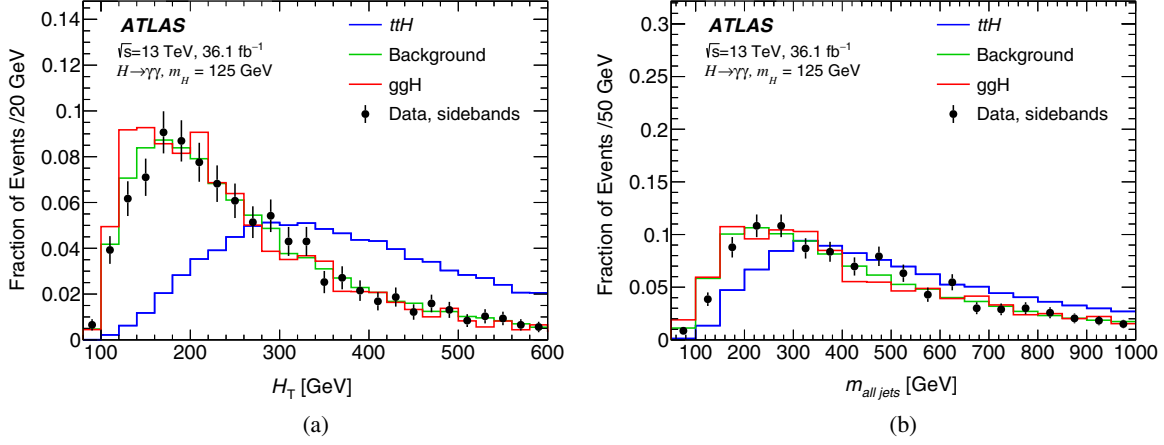 ATLAS
√s=13 TeV, 36.1 fb⁻¹
H→γγ, m_H = 125 GeV
ttH
Background
ggH
Data, sidebands
Fraction of Events /20 GeV
0.14
0.12
0.1
0.08
0.06
0.04
0.02
0
100 200 300 400 500 600
H_T [GeV]
(a)
ATLAS
√s=13 TeV, 36.1 fb⁻¹
H→γγ, m_H = 125 GeV
ttH
Background
ggH
Data, sidebands
Fraction of Events /50 GeV
0.3
0.25
0.2
0.15
0.1
0.05
0
100 200 300 400 500 600 700 800 900 1000
m_all jets [GeV]
(b)